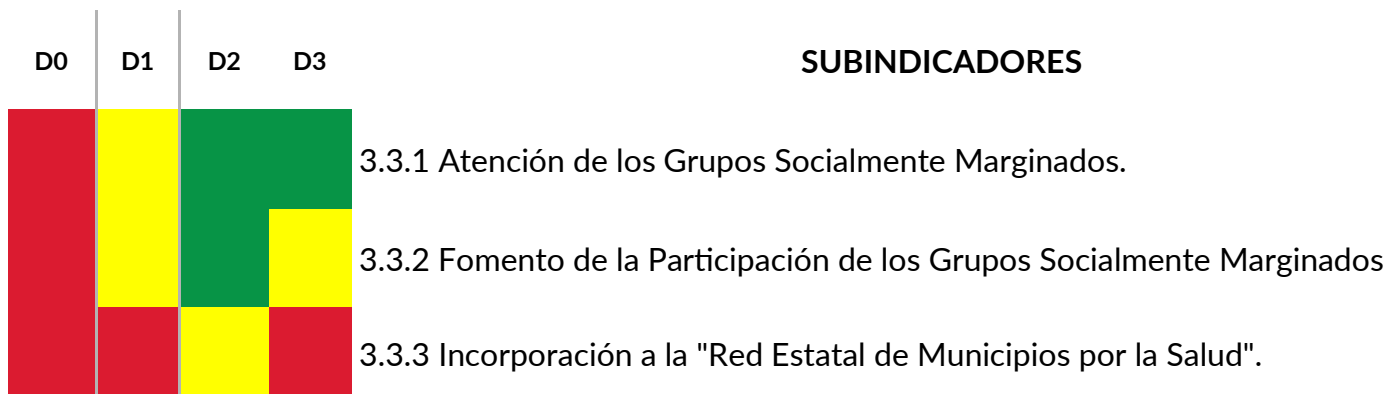 D0 D1 D2 D3 SUBINDICADORES
3.3.1 Atención de los Grupos Socialmente Marginados.
3.3.2 Fomento de la Participación de los Grupos Socialmente Marginados
3.3.3 Incorporación a la "Red Estatal de Municipios por la Salud".